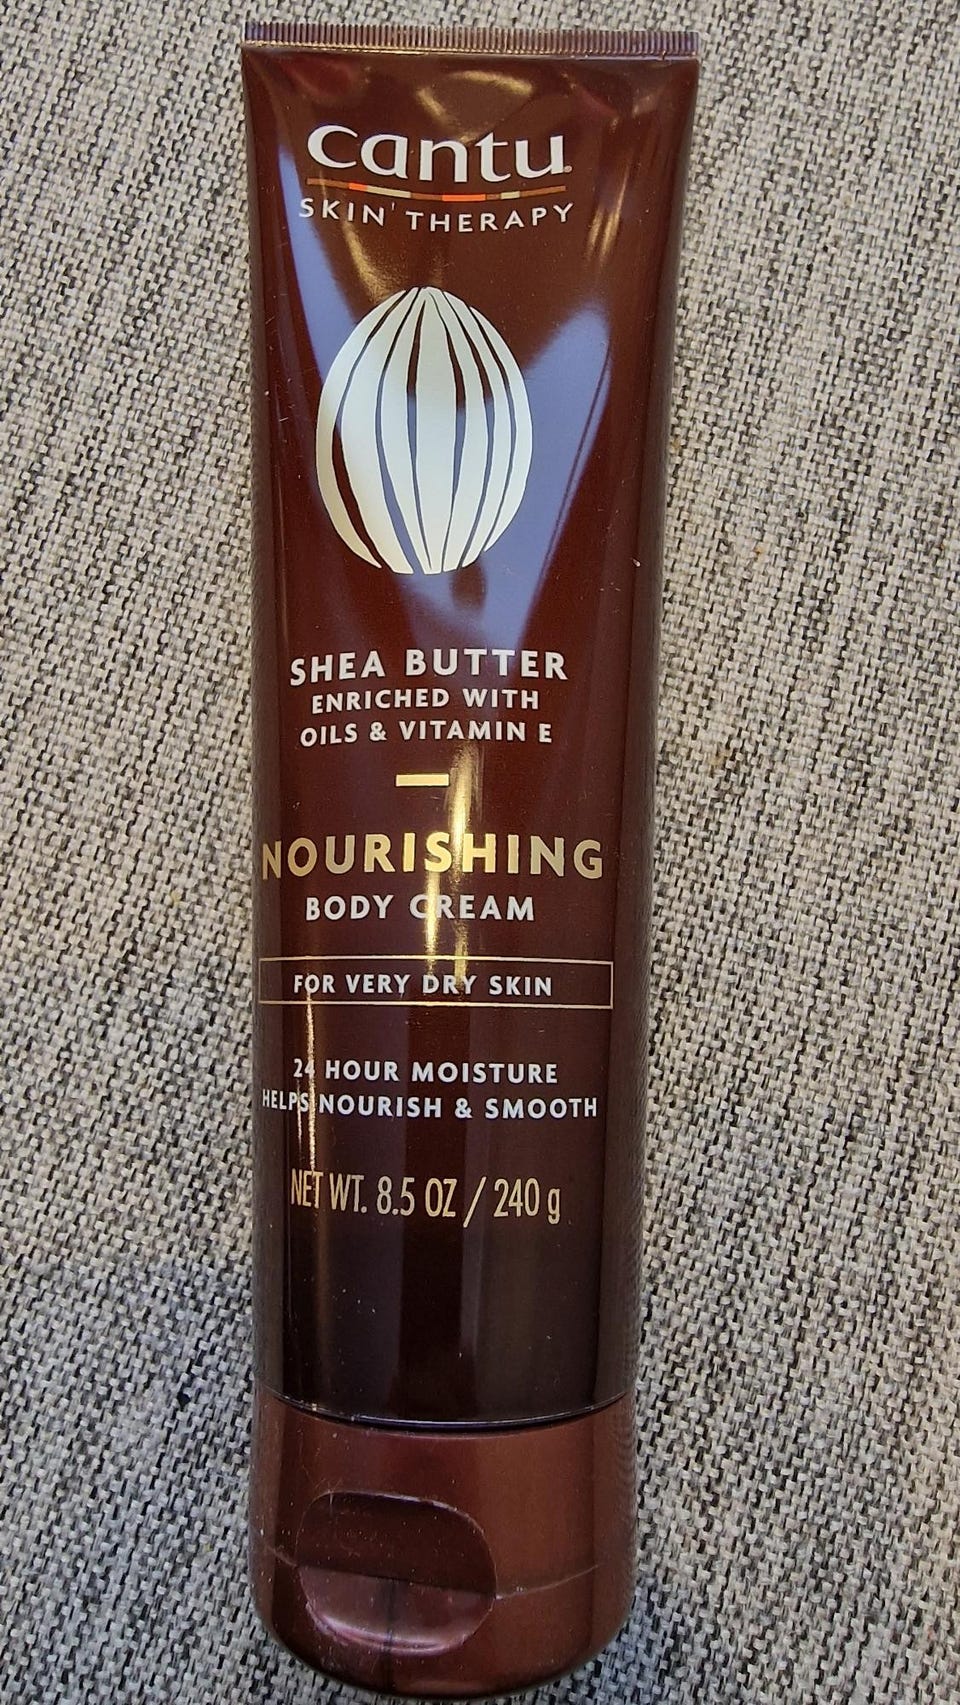 cantu
SKIN THERAPY
SHEA BUTTER
ENRICHED WITH
OILS & VITAMIN E
NOURISHING
BODY CREAM
FOR VERY DRY SKIN
24 HOUR MOISTURE
HELPS NOURISH & SMOOTH
NET WT. 8.5 OZ / 240 g